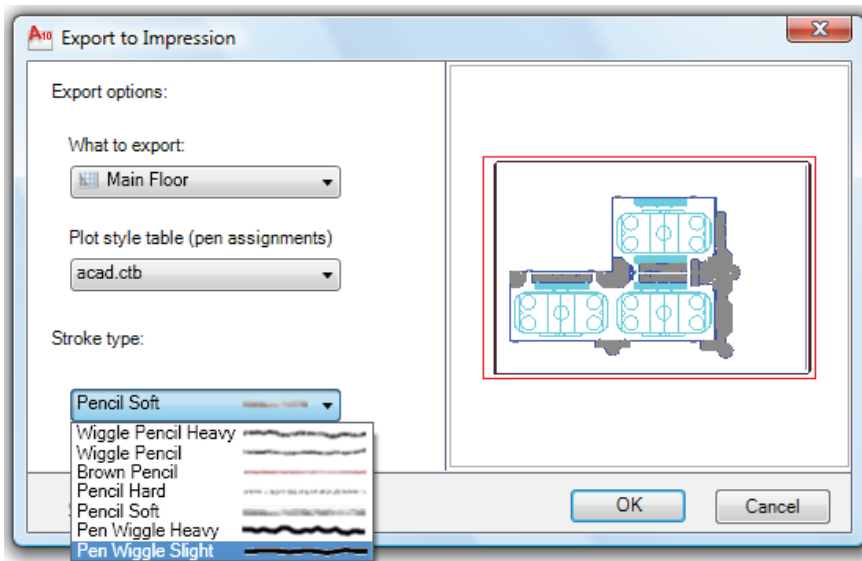 A10 Export to Impression
Export options:
What to export:
Main Floor
Plot style table (pen assignments)
acad.ctb
Stroke type:
Pencil Soft
Wiggle Pencil Heavy
Wiggle Pencil
Brown Pencil
Pencil Hard
Pencil Soft
Pen Wiggle Heavy
Pen Wiggle Slight
OK Cancel